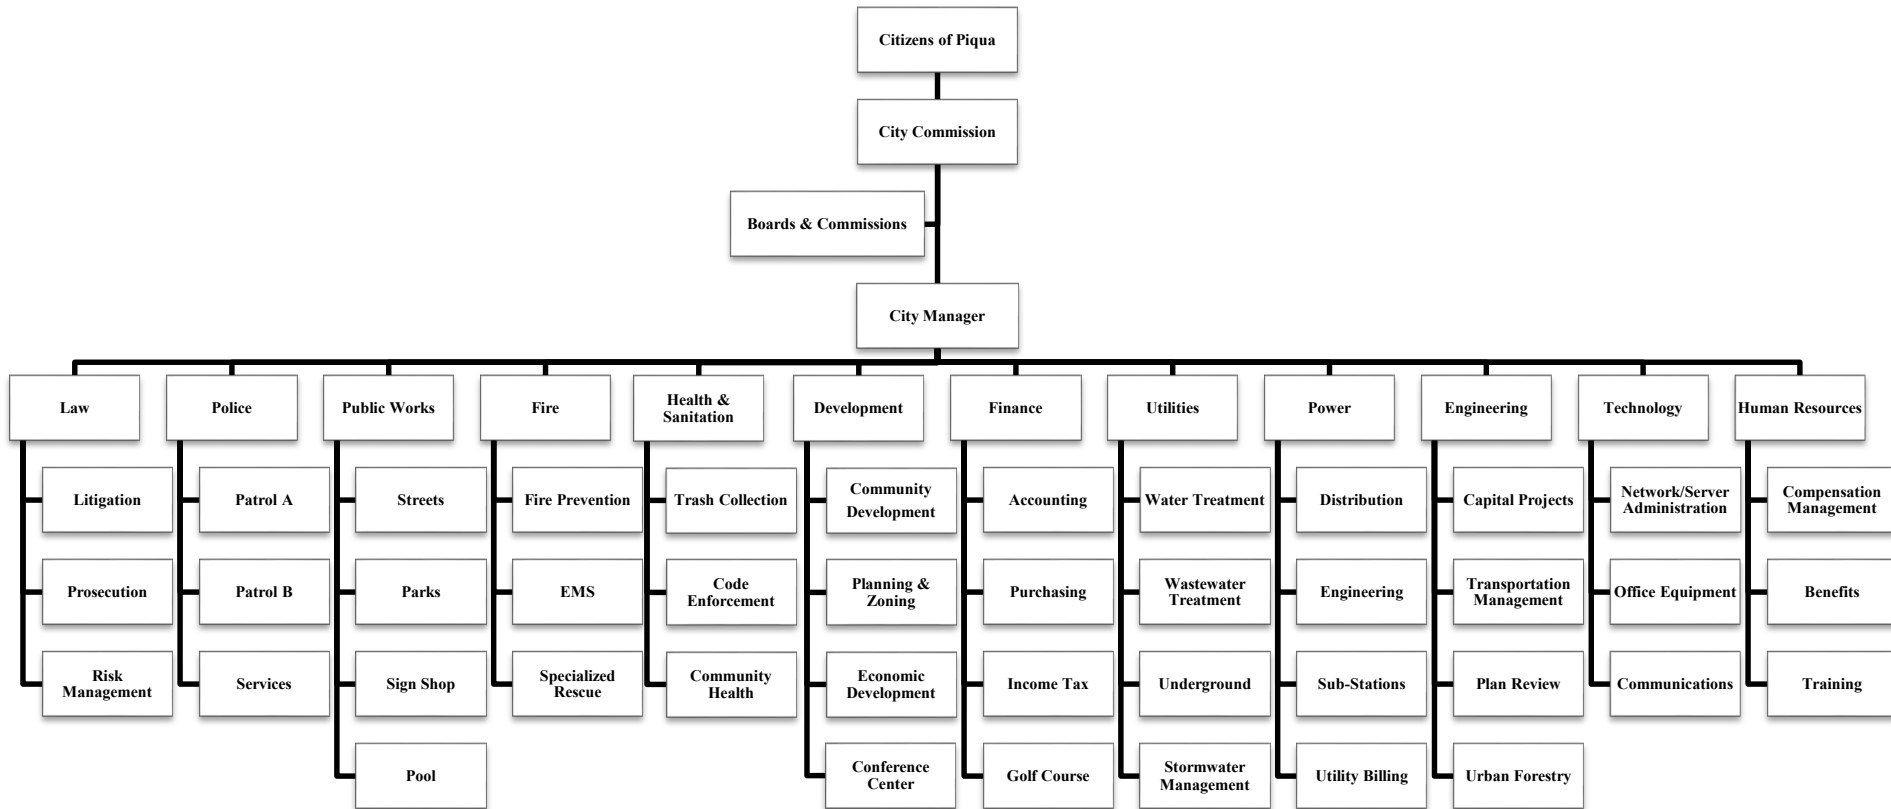 Citizens of Piqua
City Commission
Boards & Commissions
City Manager
Law
Police
Public Works
Fire
Health &
Sanitation
Development
Finance
Utilities
Power
Engineering
Technology
Human Resources
Litigation
Prosecution
Risk
Management
Patrol A
Patrol B
Services
Streets
Parks
Sign Shop
Pool
Fire Prevention
EMS
Specialized
Rescue
Trash Collection
Code
Enforcement
Community
Health
Community
Development
Planning &
Zoning
Economic
Development
Conference
Center
Accounting
Purchasing
Income Tax
Golf Course
Water Treatment
Wastewater
Treatment
Underground
Stormwater
Management
Distribution
Engineering
Sub-Stations
Utility Billing
Capital Projects
Transportation
Management
Plan Review
Urban Forestry
Network/Server
Administration
Office Equipment
Communications
Compensation
Management
Benefits
Training